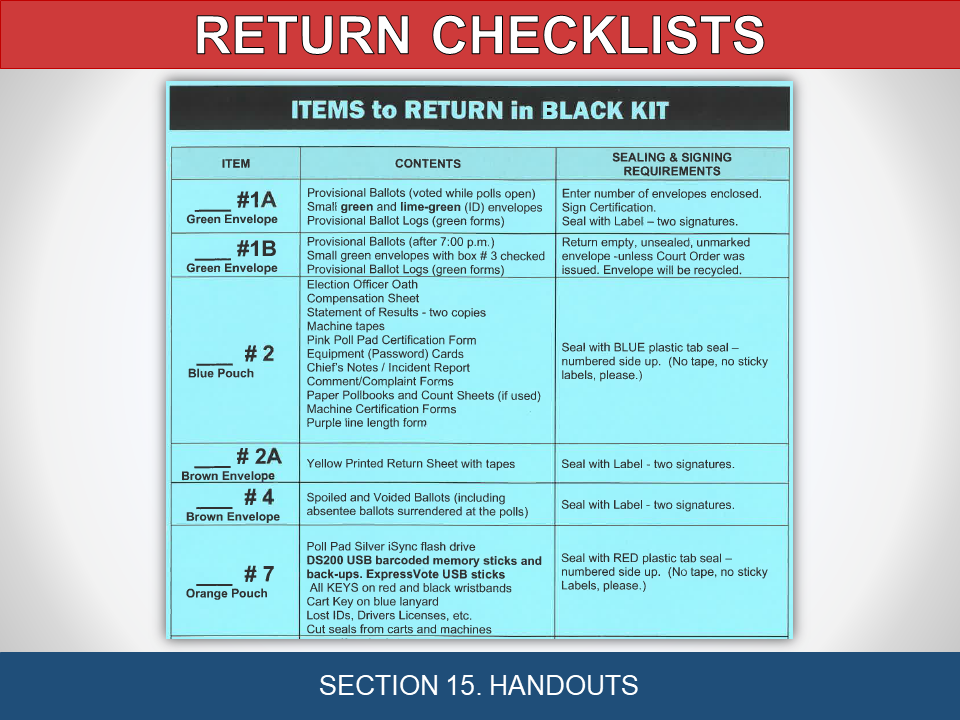 RETURN CHECKLISTS
ITEMS to RETURN in BLACK KIT
ITEM
CONTENTS
SEALING & SIGNING
REQUIREMENTS
___ #1A
Green Envelope
Provisional Ballots (voted while polls open)
Small green and lime-green (ID) envelopes
Provisional Ballot Logs (green forms)
Enter number of envelopes enclosed.
Sign Certification.
Seal with Label – two signatures.
___ #1B
Green Envelope
Provisional Ballots (after 7:00 p.m.)
Small green envelopes with box # 3 checked
Provisional Ballot Logs (green forms)
Return empty, unsealed, unmarked
envelope -unless Court Order was
issued. Envelope will be recycled.
___ # 2
Blue Pouch
Election Officer Oath
Compensation Sheet
Statement of Results - two copies
Machine tapes
Pink Poll Pad Certification Form
Equipment (Password) Cards
Chief's Notes / Incident Report
Comment/Complaint Forms
Paper Pollbooks and Count Sheets (if used)
Machine Certification Forms
Purple line length form
Seal with BLUE plastic tab seal –
numbered side up. (No tape, no sticky
labels, please.)
___ # 2A
Brown Envelope
Yellow Printed Return Sheet with tapes
Seal with Label - two signatures.
___ # 4
Brown Envelope
Spoiled and Voided Ballots (including
absentee ballots surrendered at the polls)
Seal with Label - two signatures.
___ # 7
Orange Pouch
Poll Pad Silver iSync flash drive
DS200 USB barcoded memory sticks and
back-ups. ExpressVote USB sticks
All KEYS on red and black wristbands
Cart Key on blue lanyard
Lost IDs, Drivers Licenses, etc.
Cut seals from carts and machines
Seal with RED plastic tab seal –
numbered side up. (No tape, no sticky
Labels, please.)
SECTION 15. HANDOUTS